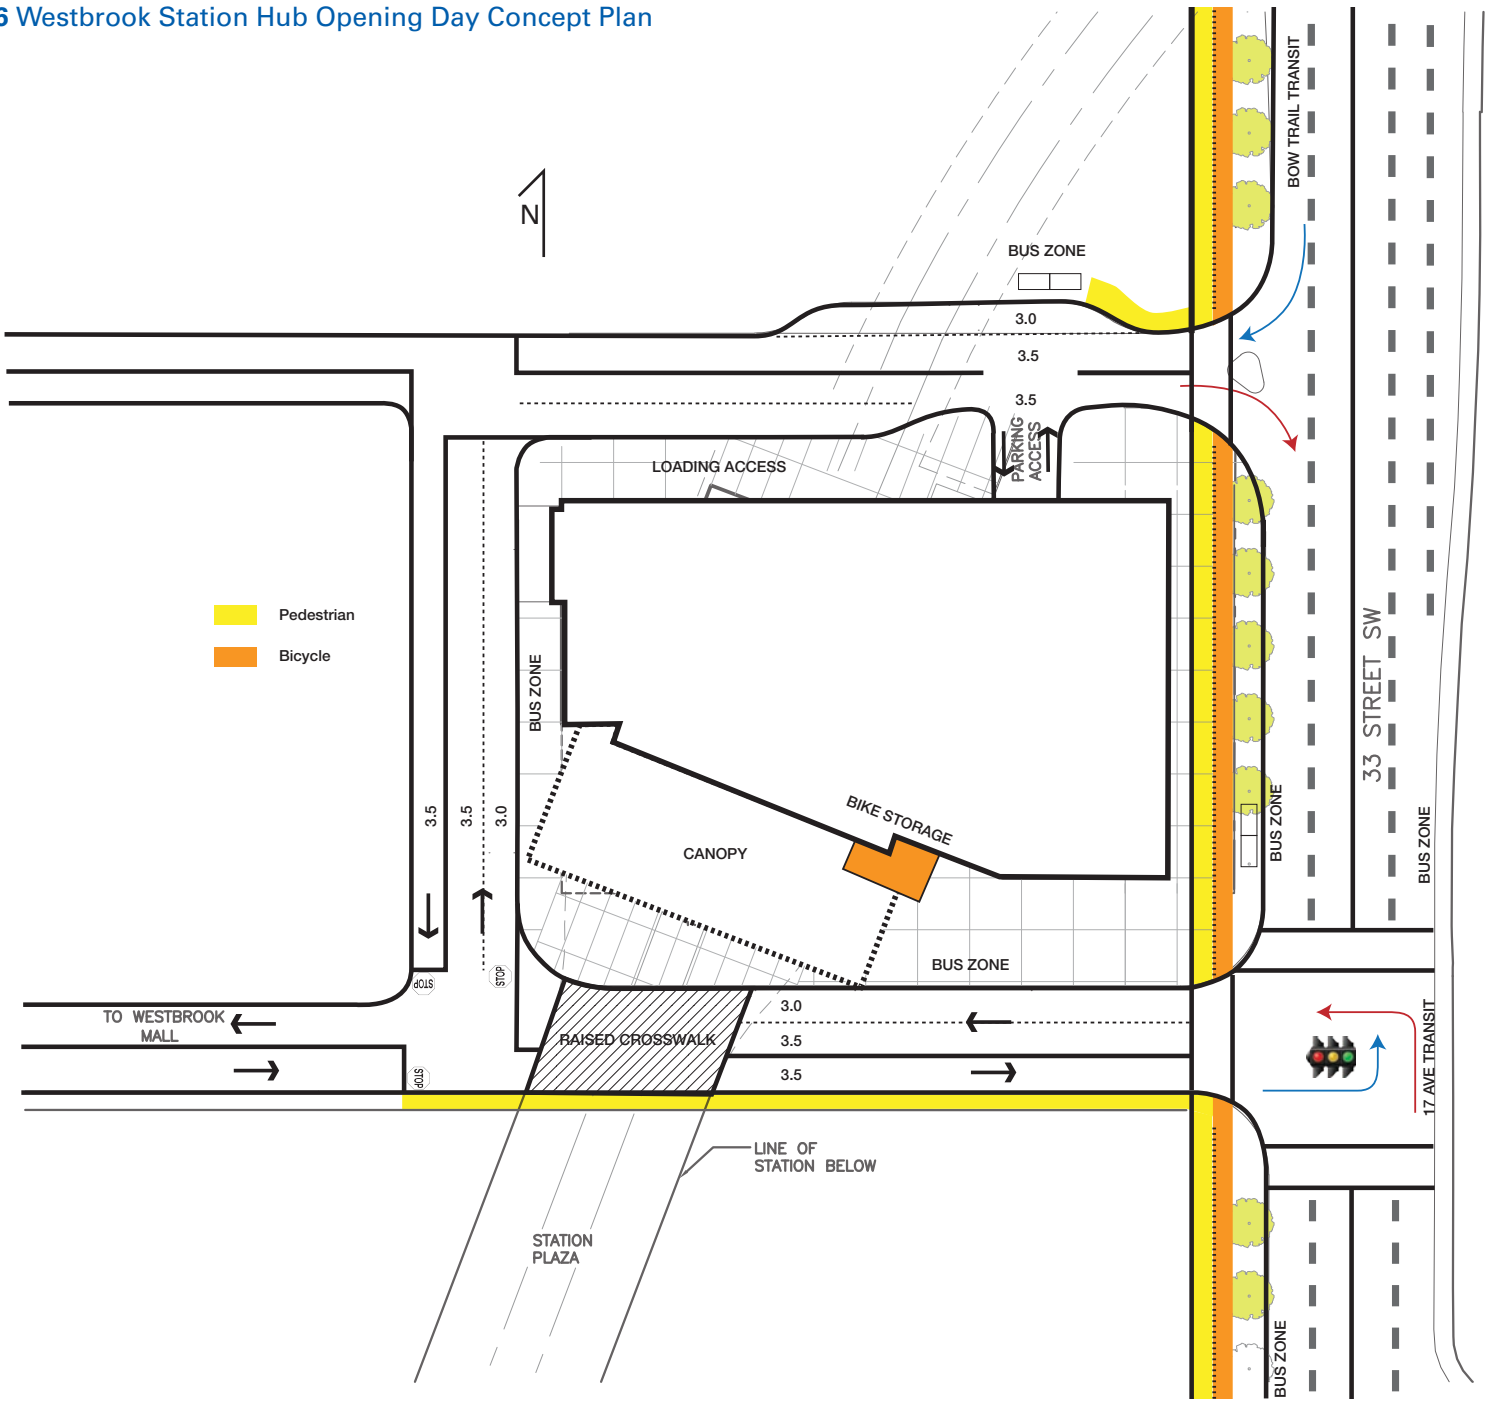 6 Westbrook Station Hub Opening Day Concept Plan
BOW TRAIL TRANSIT
N
BUS ZONE
3.0
3.5
3.5
PARKING
ACCESS
LOADING ACCESS
Pedestrian
Bicycle
BUS ZONE
33 STREET SW
3.5
3.5
3.0
BIKE STORAGE
CANOPY
BUS ZONE
BUS ZONE
BUS ZONE
STOP
STOP
TO WESTBROOK
MALL
RAISED CROSSWALK
3.0
3.5
3.5
STOP
17 AVE TRANSIT
LINE OF
STATION BELOW
STATION
PLAZA
BUS ZONE